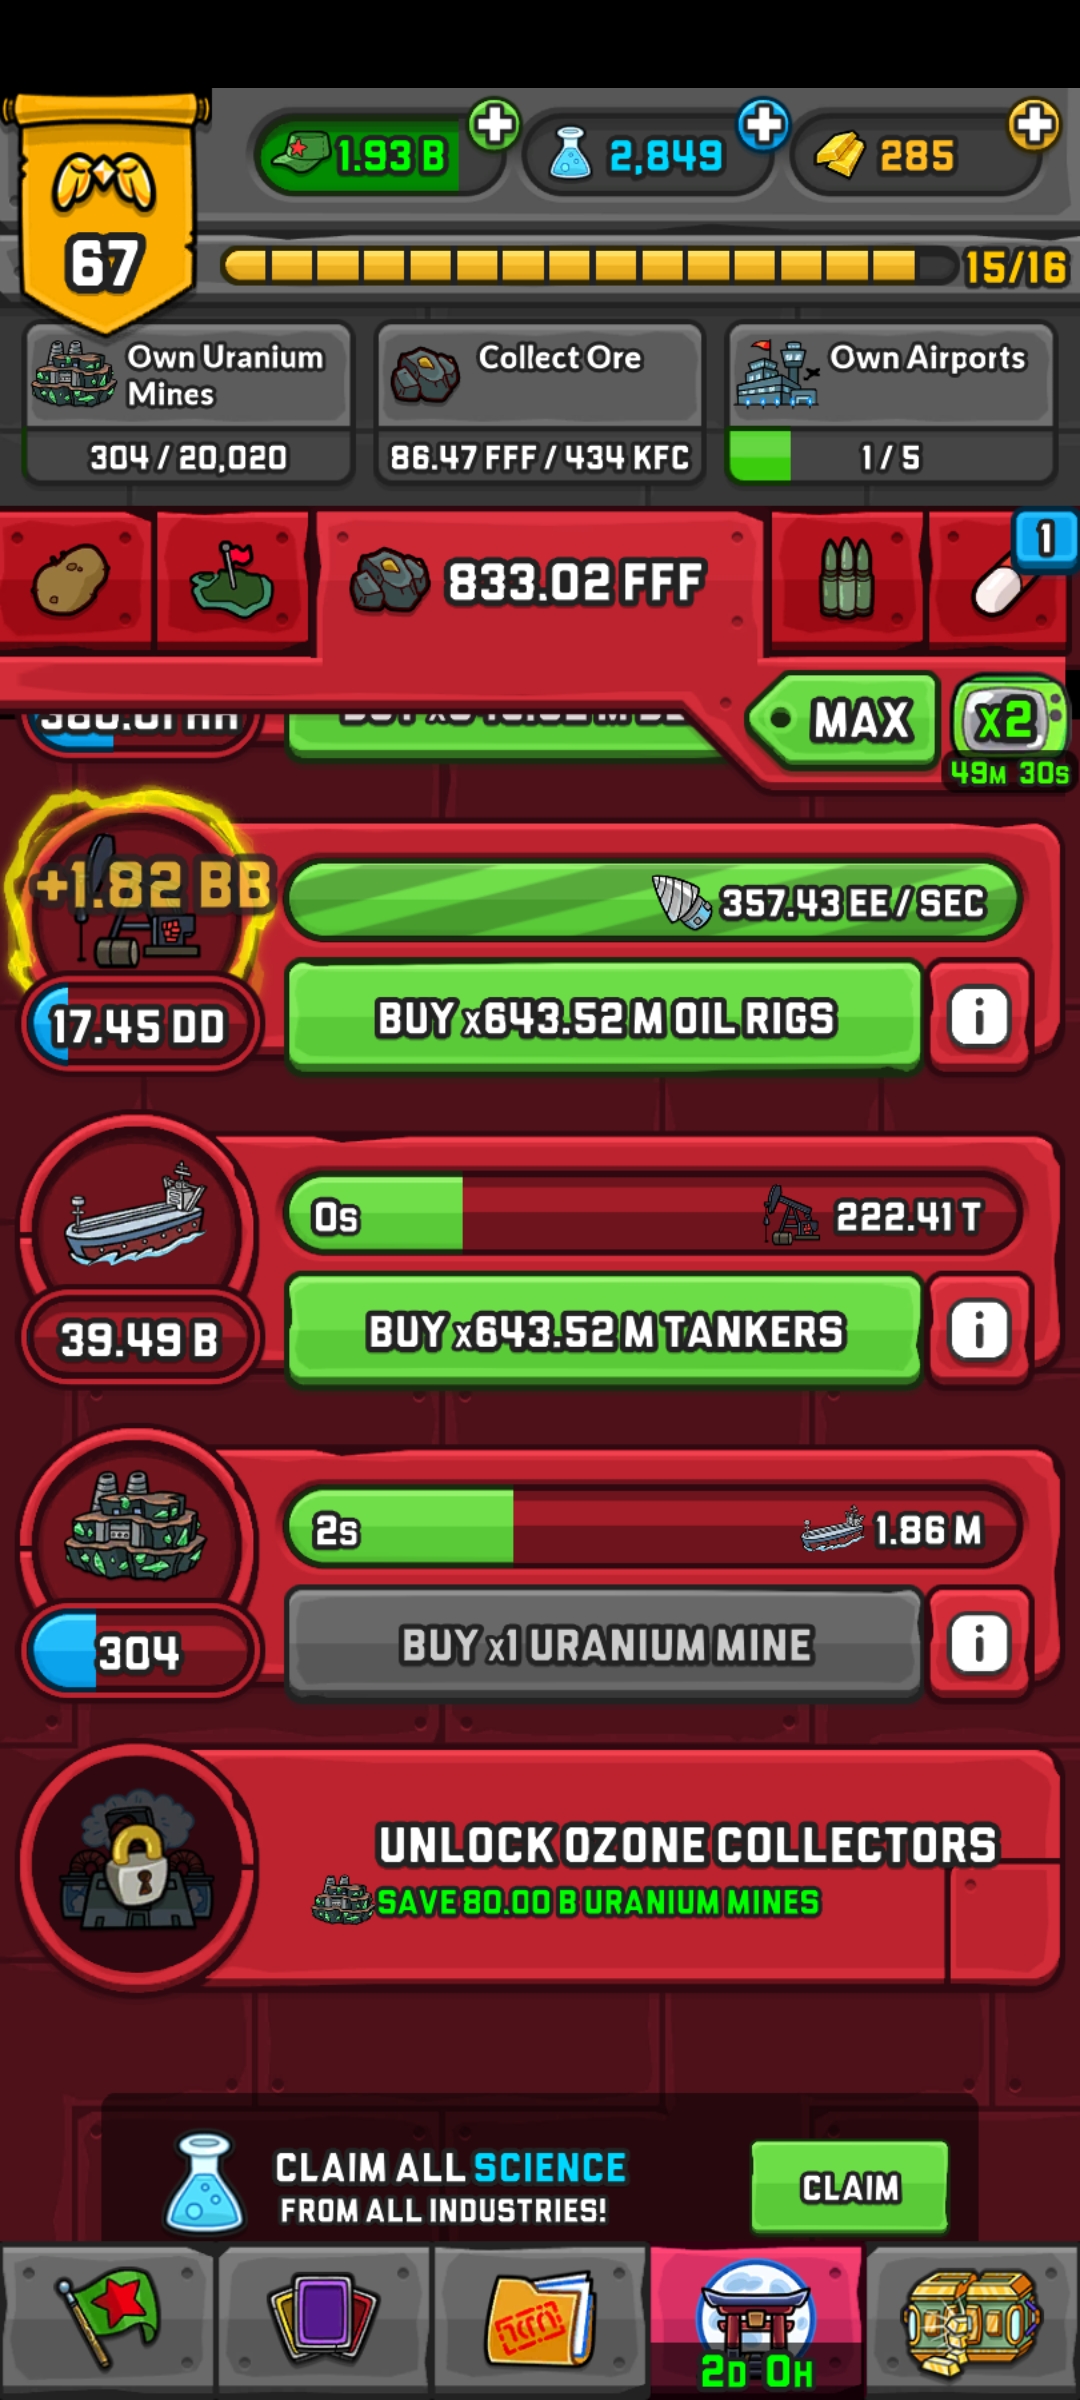 1.93 B
2,849
285
67
15/16
Own Uranium
Mines
304 / 20,020
Collect Ore
86.47 FFF / 434 KFC
Own Airports
1 / 5
833.02 FFF
1
MAX
x2
49M 30S
+1.82 BB
357.43 EE / SEC
17.45 DD
BUY x643.52 M OIL RIGS
i
0s
222.41 T
39.49 B
BUY x643.52 M TANKERS
i
2s
1.86 M
304
BUY x1 URANIUM MINE
i
UNLOCK OZONE COLLECTORS
SAVE 80.00 B URANIUM MINES
CLAIM ALL SCIENCE
FROM ALL INDUSTRIES!
CLAIM
2D 0H